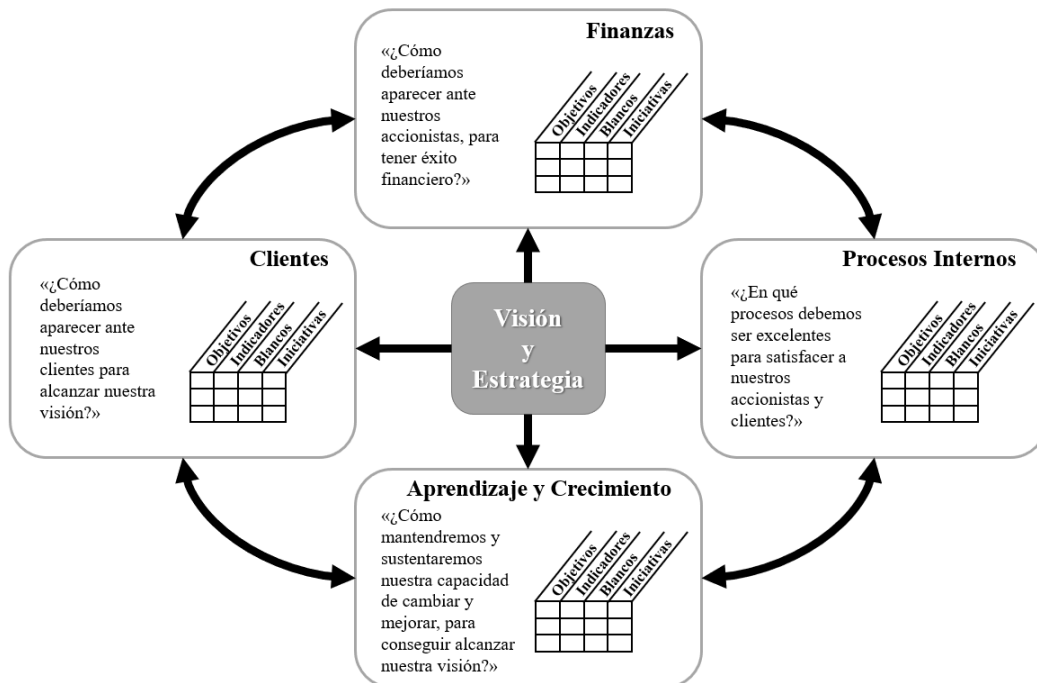 Finanzas
«¿Cómo
deberíamos
aparecer ante
nuestros
accionistas, para
tener éxito
financiero?»
Objetivos
Indicadores
Blancos
Iniciativas
Clientes
«¿Cómo
deberíamos
aparecer ante
nuestros
clientes para
alcanzar nuestra
visión?»
Objetivos
Indicadores
Blancos
Iniciativas
Visión
y
Estrategia
Procesos Internos
«¿En qué
procesos debemos
ser excelentes
para satisfacer a
nuestros
accionistas y
clientes?»
Objetivos
Indicadores
Blancos
Iniciativas
Aprendizaje y Crecimiento
«¿Cómo
mantendremos y
sustentaremos
nuestra capacidad
de cambiar y
mejorar, para
conseguir alcanzar
nuestra visión?»
Objetivos
Indicadores
Blancos
Iniciativas